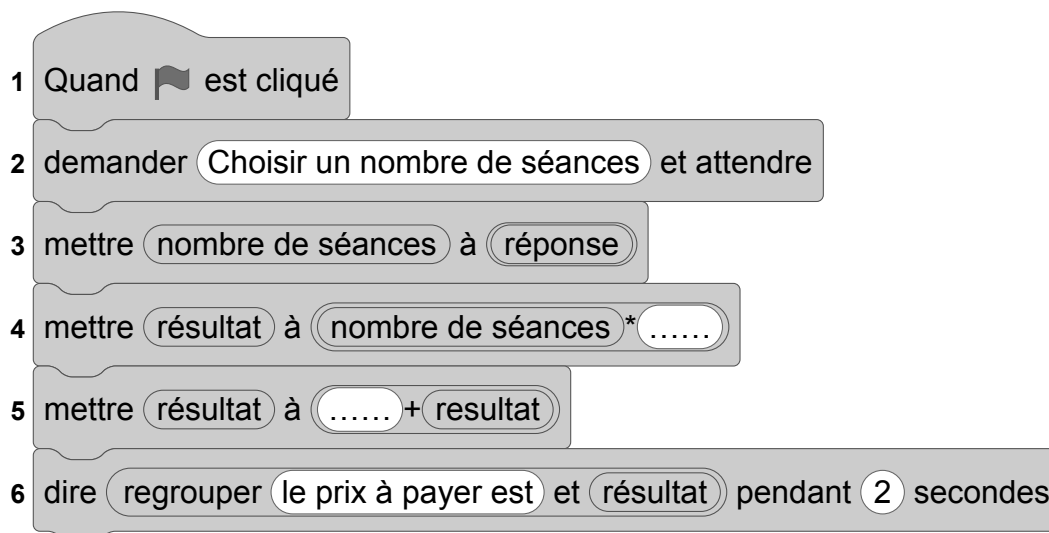 1 Quand est cliqué
2 demander Choisir un nombre de séances et attendre
3 mettre nombre de séances à réponse
4 mettre résultat à nombre de séances * ……
5 mettre résultat à …… + resultat
6 dire regrouper le prix à payer est et résultat pendant 2 secondes